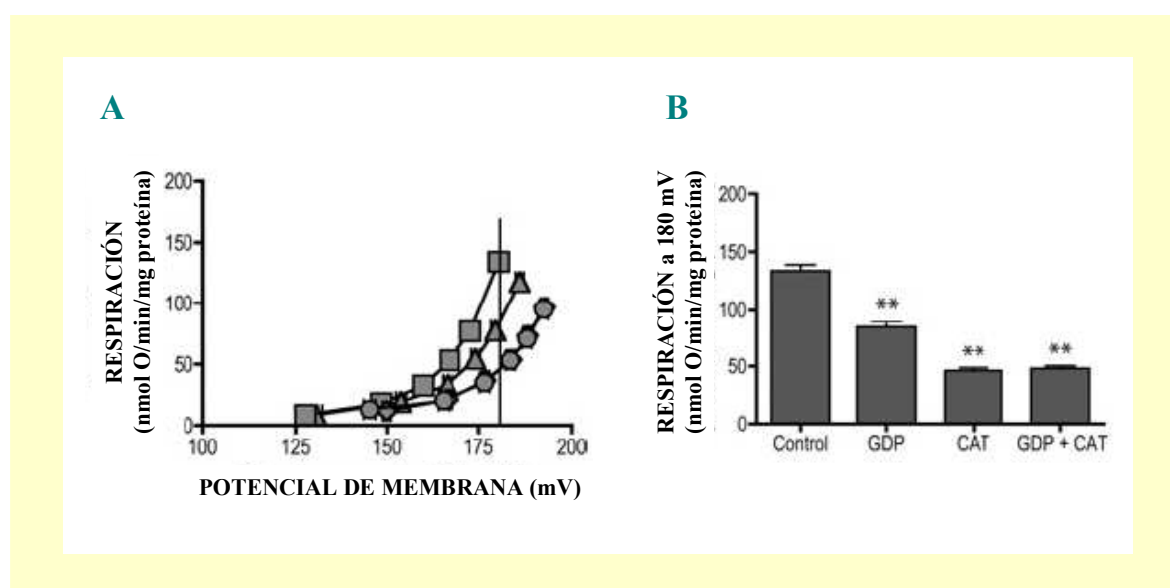 A
RESPIRACIÓN
(nmol O/min/mg proteína)
200
150
100
50
0
100
125
150
175
200
POTENCIAL DE MEMBRANA (mV)
B
RESPIRACIÓN a 180 mV
(nmol O/min/mg proteína)
200
150
100
50
0
**
**
**
Control
GDP
CAT
GDP + CAT